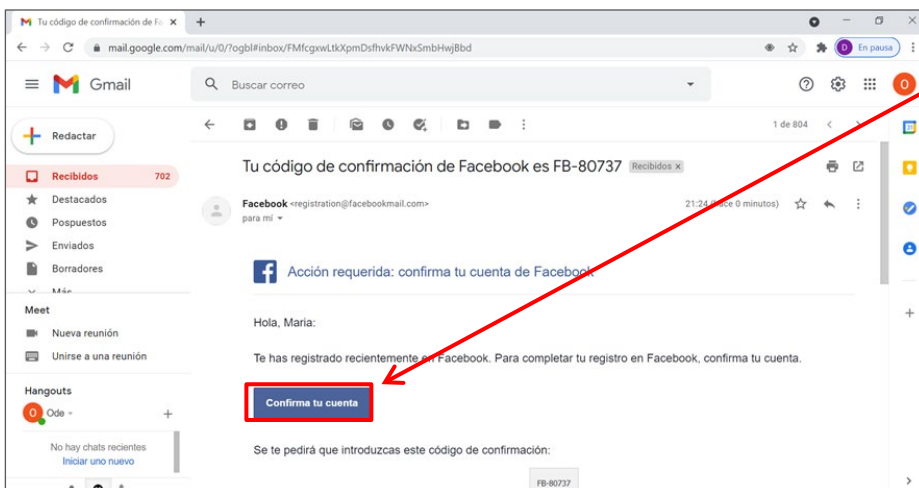 Tu código de confirmación de Fa
mail.google.com/mail/u/0/?ogbl#inbox/FMfcgxwLtkXpmDsfhvkFWNxSmbHwjBbd
D En pausa
Gmail
Buscar correo
O
Redactar
1 de 804
Recibidos 702
Destacados
Pospuestos
Enviados
Borradores
Más
Tu código de confirmación de Facebook es FB-80737 Recibidos x
Facebook <registration@facebookmail.com>
21:24 (hace 0 minutos)
para mí
Acción requerida: confirma tu cuenta de Facebook
Meet
Nueva reunión
Unirse a una reunión
Hola, Maria:
Te has registrado recientemente en Facebook. Para completar tu registro en Facebook, confirma tu cuenta.
Hangouts
O Ode
Confirma tu cuenta
No hay chats recientes
Iniciar uno nuevo
Se te pedirá que introduzcas este código de confirmación:
FB-80737